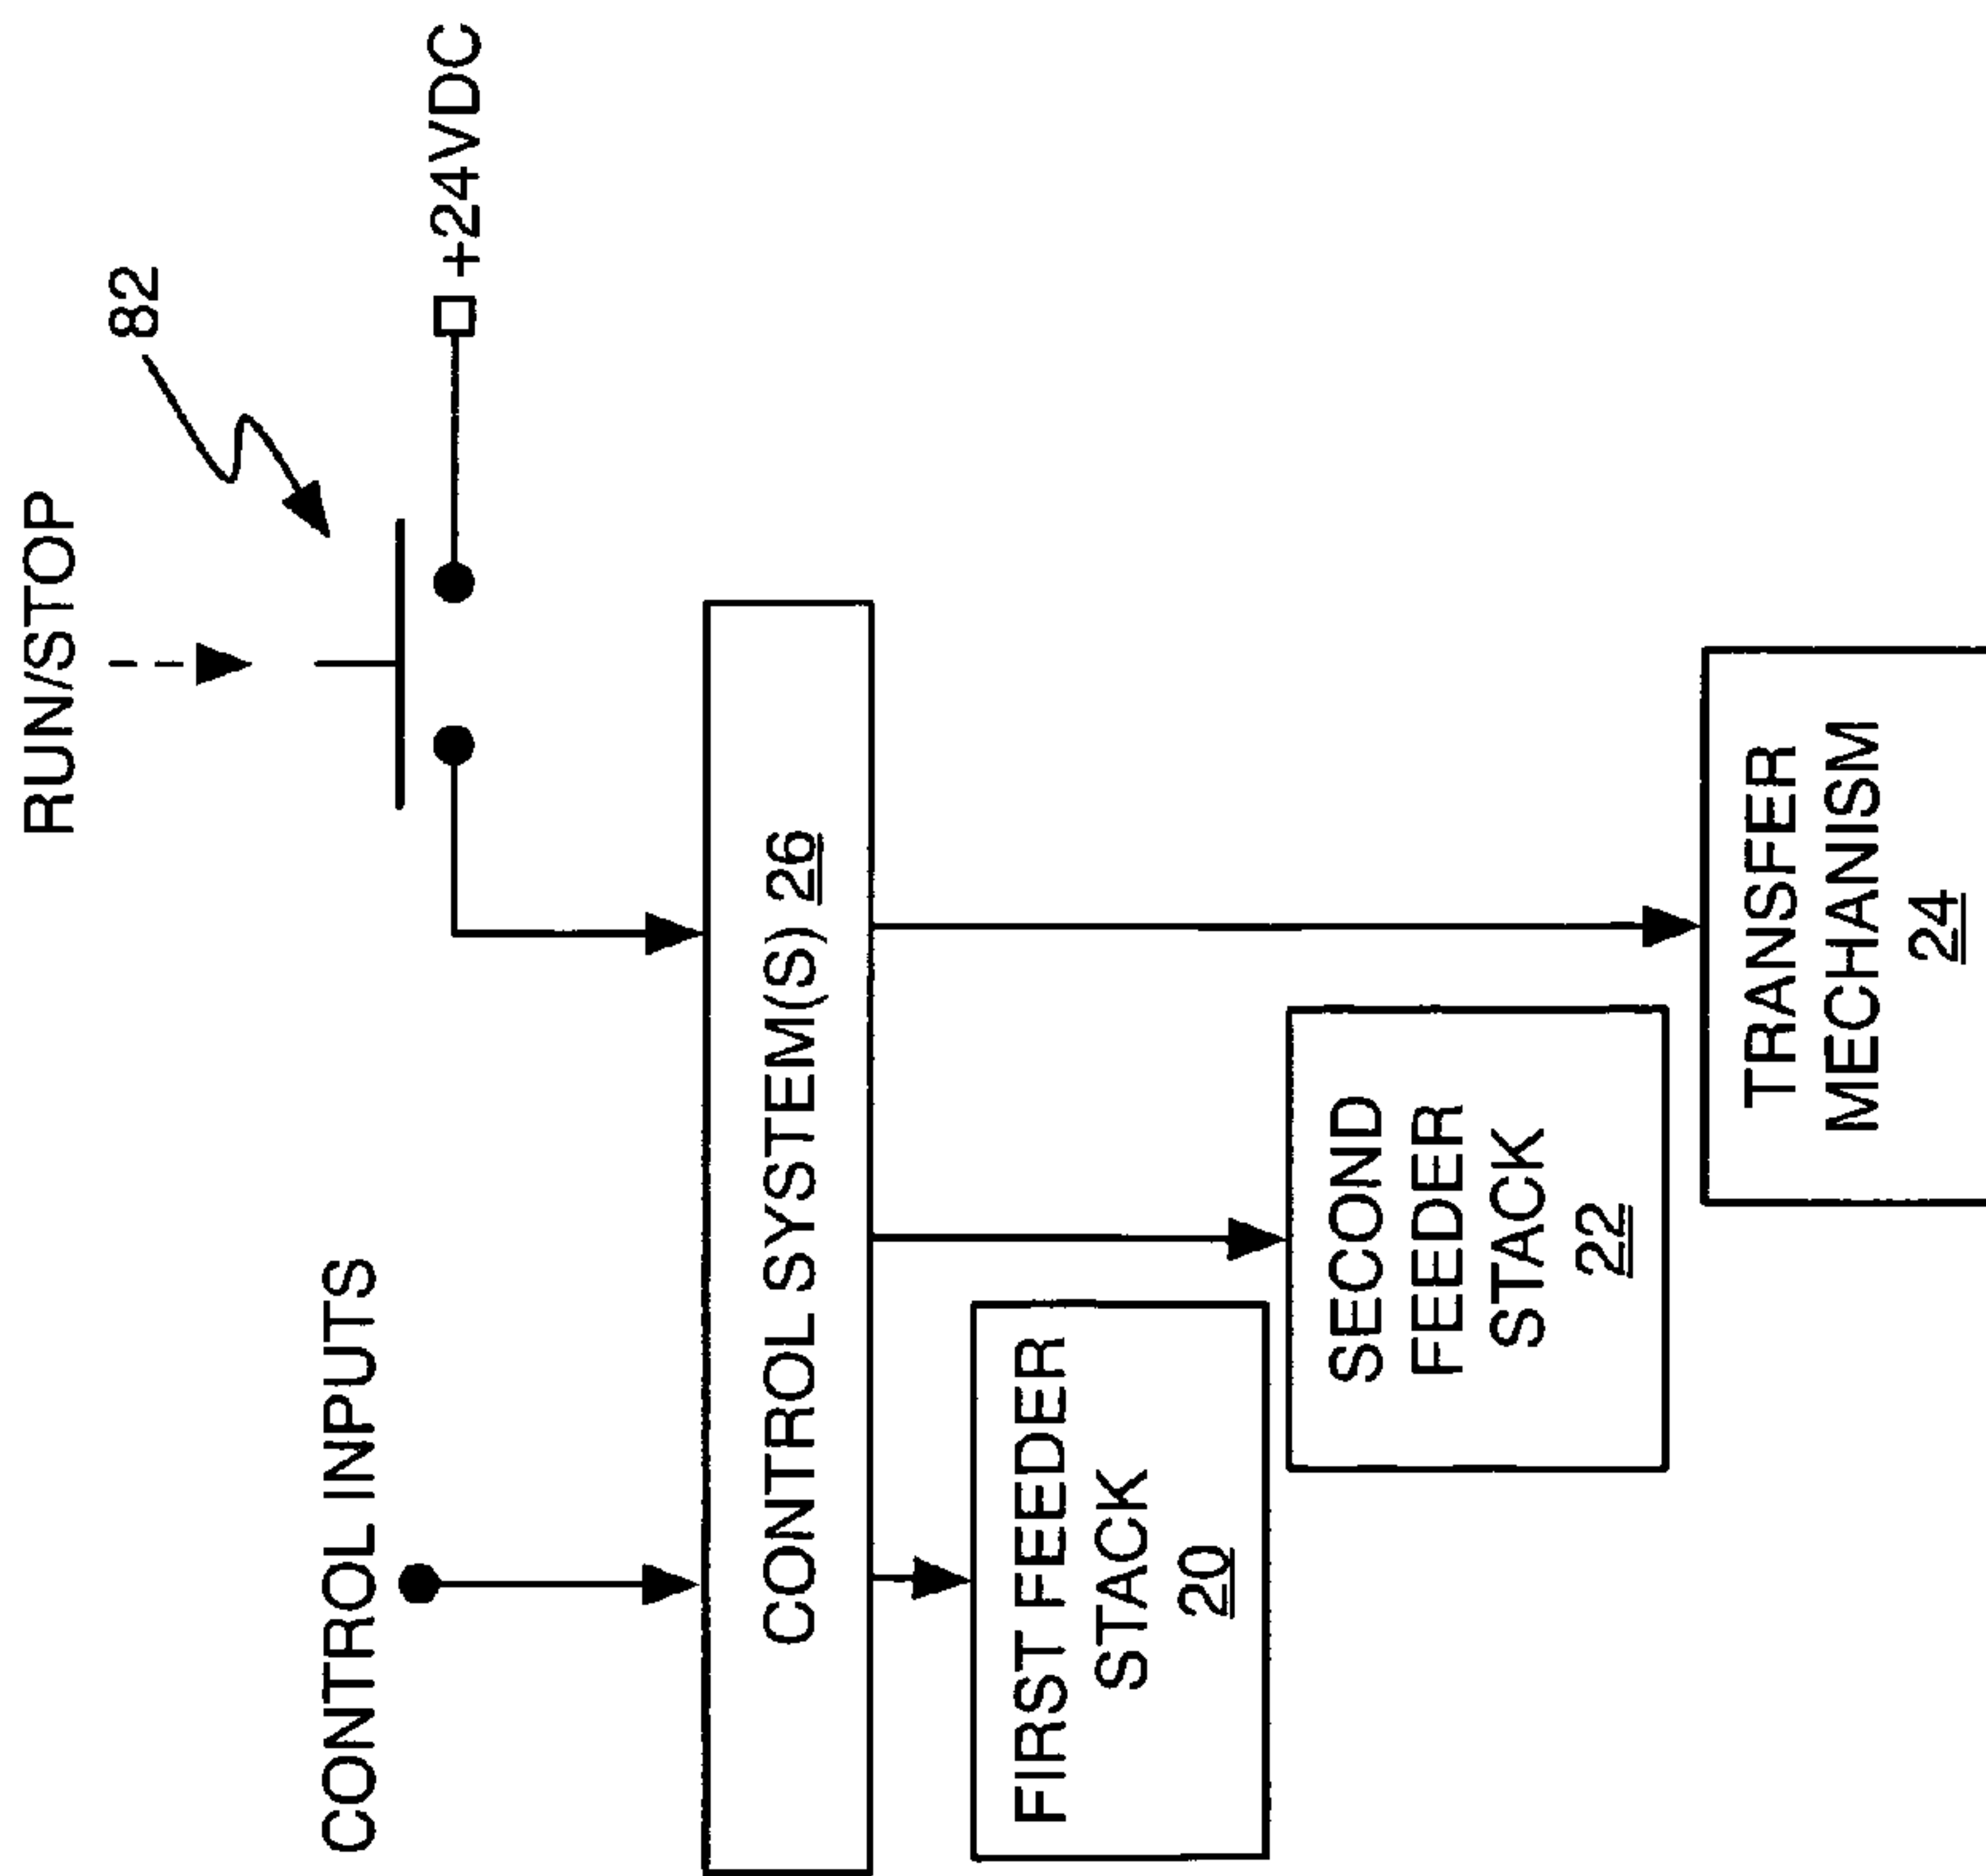 RUN/STOP
82
+24VDC
CONTROL INPUTS
CONTROL SYSTEM(S) 26
FIRST FEEDER
STACK
20
SECOND
FEEDER
STACK
22
TRANSFER
MECHANISM
24